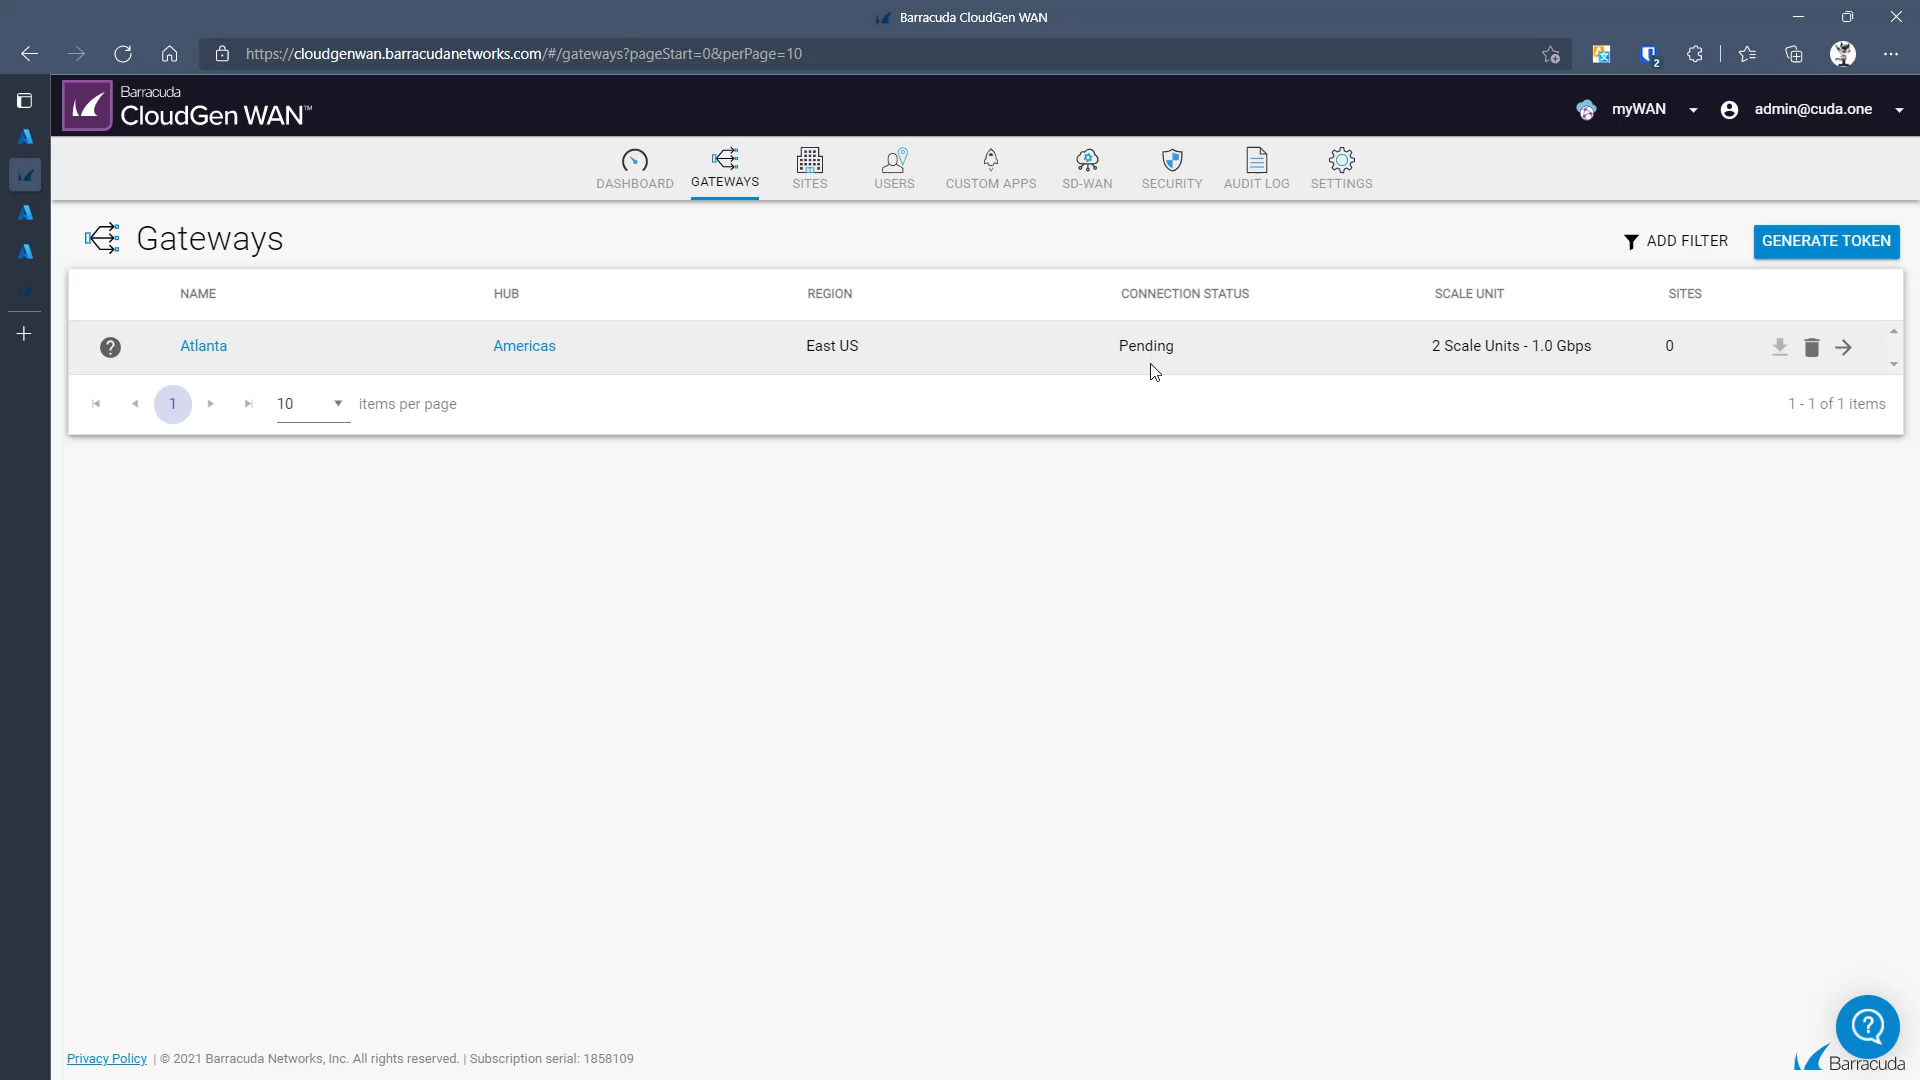 Barracuda CloudGen WAN
https://cloudgenwan.barracudanetworks.com/#/gateways?pageStart=0&perPage=10
2
Barracuda
CloudGen WAN™
myWAN
admin@cuda.one
DASHBOARD
GATEWAYS
SITES
USERS
CUSTOM APPS
SD-WAN
SECURITY
AUDIT LOG
SETTINGS
Gateways
ADD FILTER
GENERATE TOKEN
NAME HUB REGION CONNECTION STATUS SCALE UNIT SITES
Atlanta Americas East US Pending 2 Scale Units - 1.0 Gbps 0
1 10 items per page
1 - 1 of 1 items
Privacy Policy | © 2021 Barracuda Networks, Inc. All rights reserved. | Subscription serial: 1858109
Barracuda